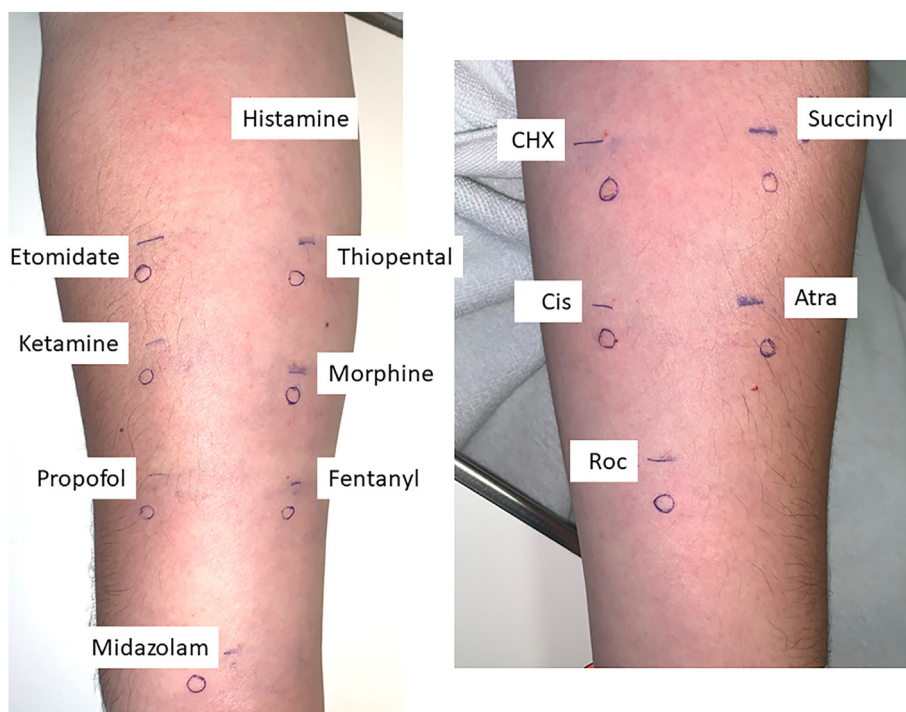 Histamine
Etomidate
Thiopental
Ketamine
Morphine
Propofol
Fentanyl
Midazolam
CHX
Succinyl
Cis
Atra
Roc